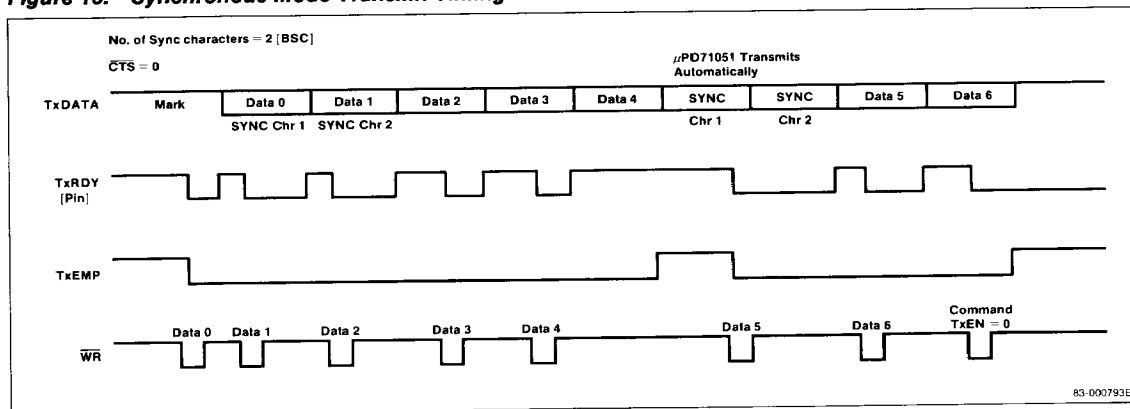 Figure 15. Synchronous Mode Transmit Timing
No. of Sync characters = 2 [BSC]
CTS = 0
μPD71051 Transmits
Automatically
TxDATA Mark Data 0 Data 1 Data 2 Data 3 Data 4 SYNC SYNC Data 5 Data 6
SYNC Chr 1 SYNC Chr 2 Chr 1 Chr 2
TxRDY
[Pin]
TxEMP
Command
Data 0 Data 1 Data 2 Data 3 Data 4 Data 5 Data 6 TxEN = 0
WR
83-000793B